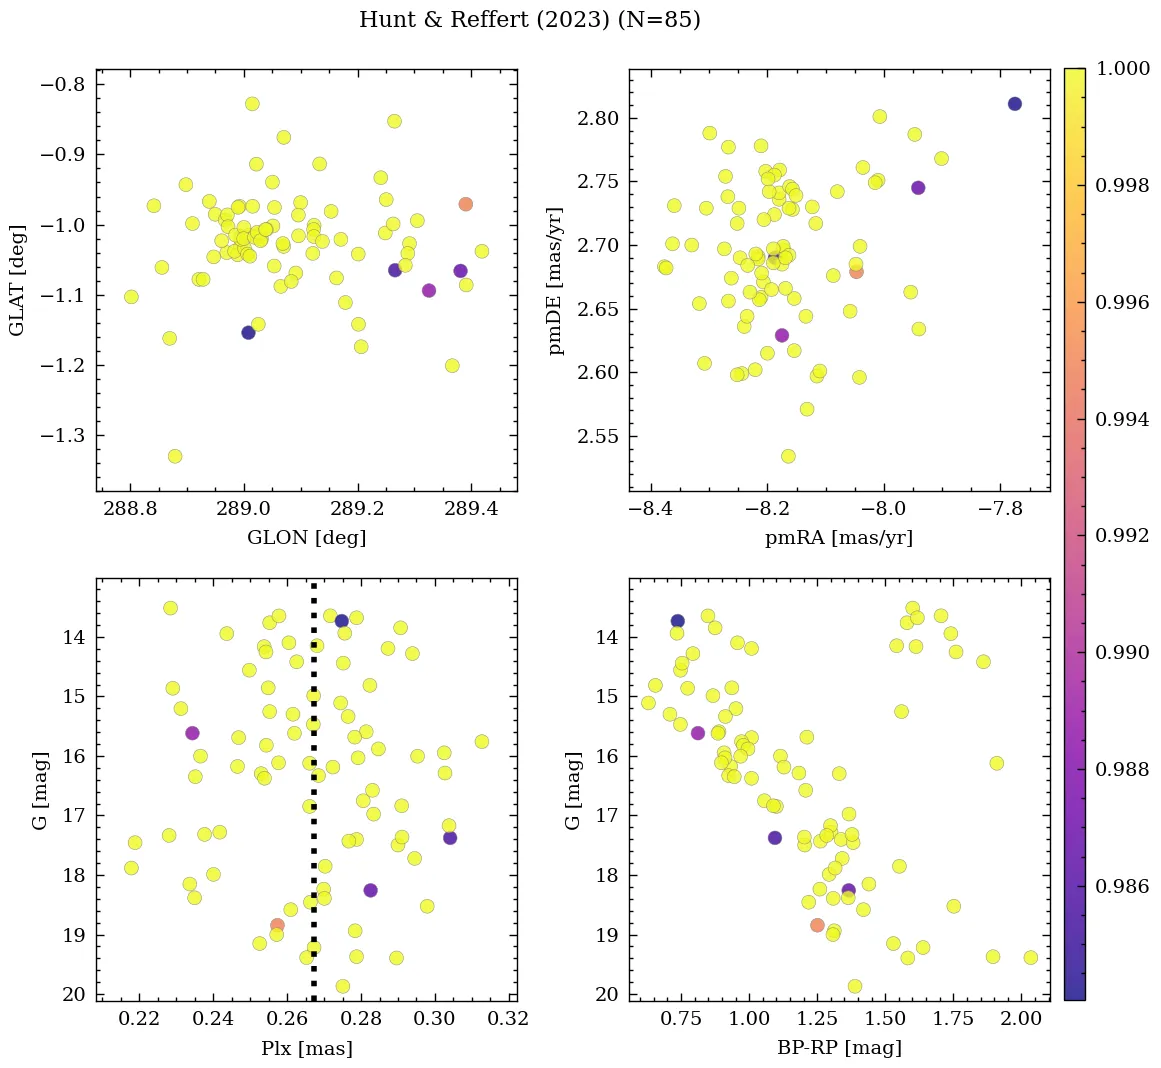 Hunt & Reffert (2023) (N=85)
−0.8
−0.9
−1.0
−1.1
−1.2
−1.3
GLAT [deg]
288.8 289.0 289.2 289.4
GLON [deg]
2.80
2.75
2.70
2.65
2.60
2.55
pmDE [mas/yr]
−8.4 −8.2 −8.0 −7.8
pmRA [mas/yr]
14
15
16
17
18
19
20
G [mag]
0.22 0.24 0.26 0.28 0.30 0.32
Plx [mas]
14
15
16
17
18
19
20
G [mag]
0.75 1.00 1.25 1.50 1.75 2.00
BP-RP [mag]
1.000
0.998
0.996
0.994
0.992
0.990
0.988
0.986